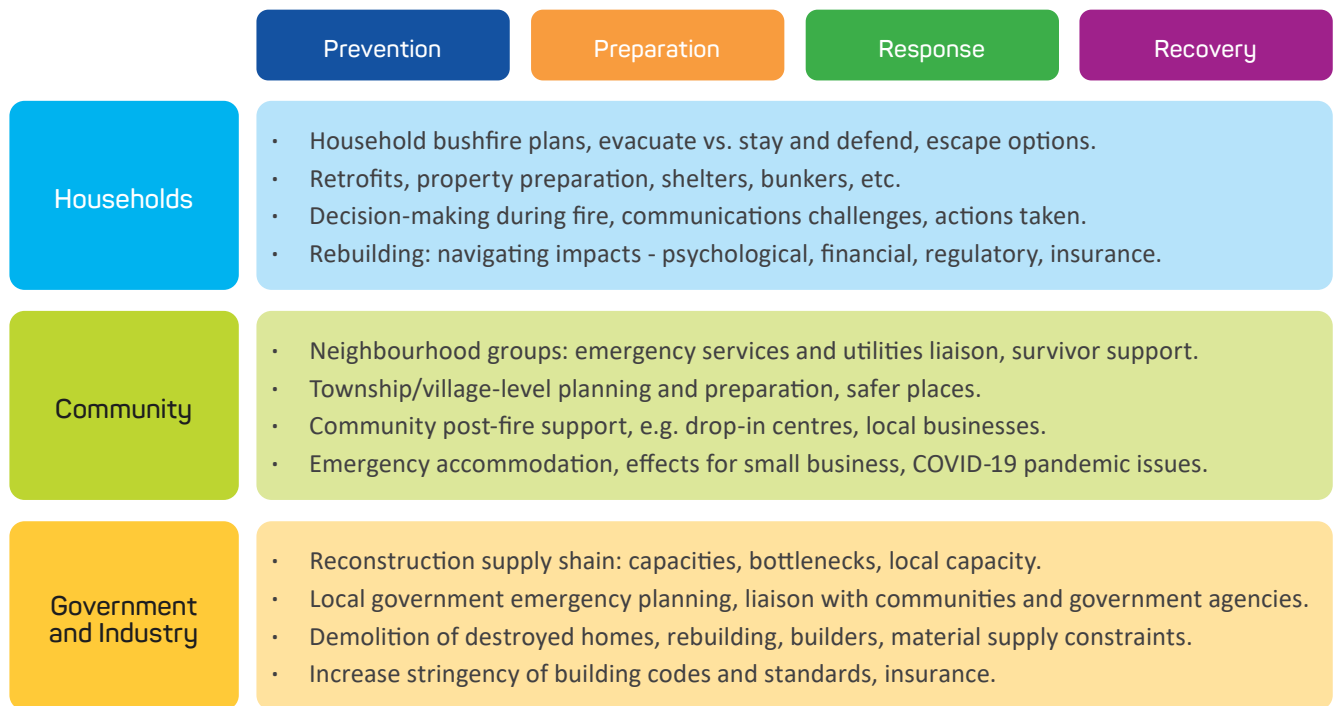 Prevention Preparation Response Recovery
Households
· Household bushfire plans, evacuate vs. stay and defend, escape options.
· Retrofits, property preparation, shelters, bunkers, etc.
· Decision-making during fire, communications challenges, actions taken.
· Rebuilding: navigating impacts - psychological, financial, regulatory, insurance.
Community
· Neighbourhood groups: emergency services and utilities liaison, survivor support.
· Township/village-level planning and preparation, safer places.
· Community post-fire support, e.g. drop-in centres, local businesses.
· Emergency accommodation, effects for small business, COVID-19 pandemic issues.
Government
and Industry
· Reconstruction supply shain: capacities, bottlenecks, local capacity.
· Local government emergency planning, liaison with communities and government agencies.
· Demolition of destroyed homes, rebuilding, builders, material supply constraints.
· Increase stringency of building codes and standards, insurance.